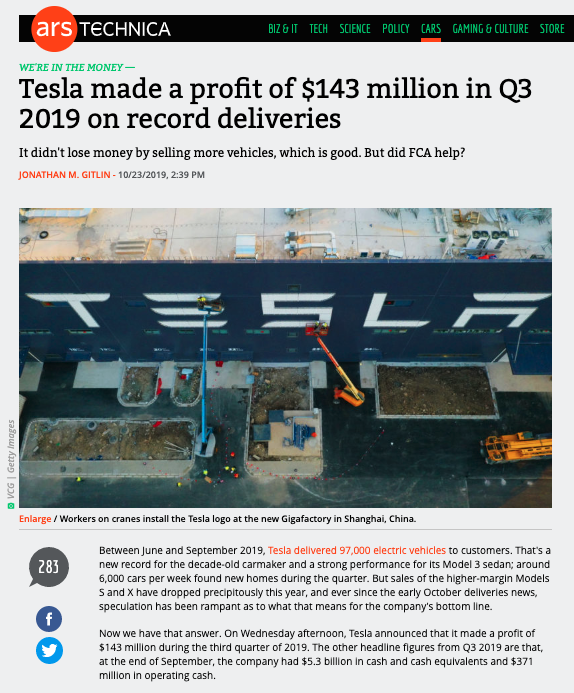 ars TECHNICA
BIZ & IT TECH SCIENCE POLICY CARS GAMING & CULTURE STORE
WE'RE IN THE MONEY —
Tesla made a profit of $143 million in Q3
2019 on record deliveries
It didn't lose money by selling more vehicles, which is good. But did FCA help?
JONATHAN M. GITLIN - 10/23/2019, 2:39 PM
TESLA
VCG | Getty Images
Enlarge / Workers on cranes install the Tesla logo at the new Gigafactory in Shanghai, China.
283
Between June and September 2019, Tesla delivered 97,000 electric vehicles to customers. That's a
new record for the decade-old carmaker and a strong performance for its Model 3 sedan; around
6,000 cars per week found new homes during the quarter. But sales of the higher-margin Models
S and X have dropped precipitously this year, and ever since the early October deliveries news,
speculation has been rampant as to what that means for the company's bottom line.
Now we have that answer. On Wednesday afternoon, Tesla announced that it made a profit of
$143 million during the third quarter of 2019. The other headline figures from Q3 2019 are that,
at the end of September, the company had $5.3 billion in cash and cash equivalents and $371
million in operating cash.